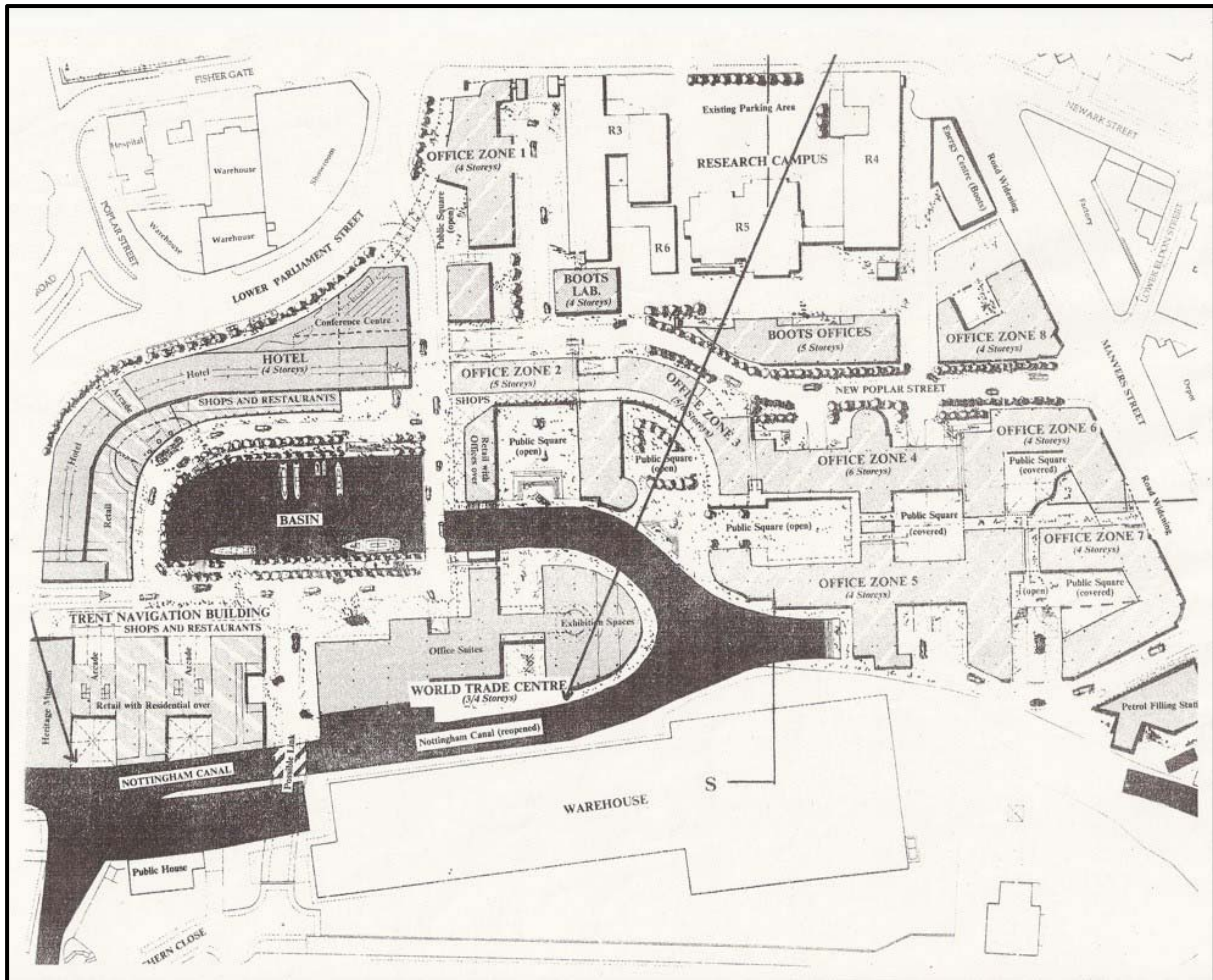 FISHER GATE
Hospital
Warehouse
Showroom
Warehouse
Warehouse
POPLAR STREET
ROAD
LOWER PARLIAMENT STREET
OFFICE ZONE 1
(4 Storeys)
Public Square
(open)
R3
R6
Existing Parking Area
RESEARCH CAMPUS
R4
R5
Energy Centre (Boots)
Road Widening
NEWARK STREET
Factory
MANVERS STREET
BOOTS
LAB.
(4 Storeys)
Conference Centre
HOTEL
(4 Storeys)
Hotel
Arcade
SHOPS AND RESTAURANTS
Hotel
Retail
OFFICE ZONE 2
(5 Storeys)
SHOPS
BOOTS OFFICES
(5 Storeys)
OFFICE ZONE 8
(4 Storeys)
NEW POPLAR STREET
Depot
OFFICE ZONE 3
Retail with
Offices over
Public Square
(open)
Public Square
(open)
OFFICE ZONE 4
(6 Storeys)
OFFICE ZONE 6
(4 Storeys)
Public Square
(covered)
Road Widening
BASIN
Public Square (open)
Public Square
(covered)
OFFICE ZONE 7
(4 Storeys)
OFFICE ZONE 5
(4 Storeys)
(open)
Public Square
(covered)
TRENT NAVIGATION BUILDING
SHOPS AND RESTAURANTS
Arcade
Arcade
Retail with Residential over
Office Suites
Exhibition Spaces
WORLD TRADE CENTRE
(3/4 Storeys)
Nottingham Canal (reopened)
Petrol Filling Stati
NOTTINGHAM CANAL
Possible Link
S
WAREHOUSE
Public House
HERN CLOSE